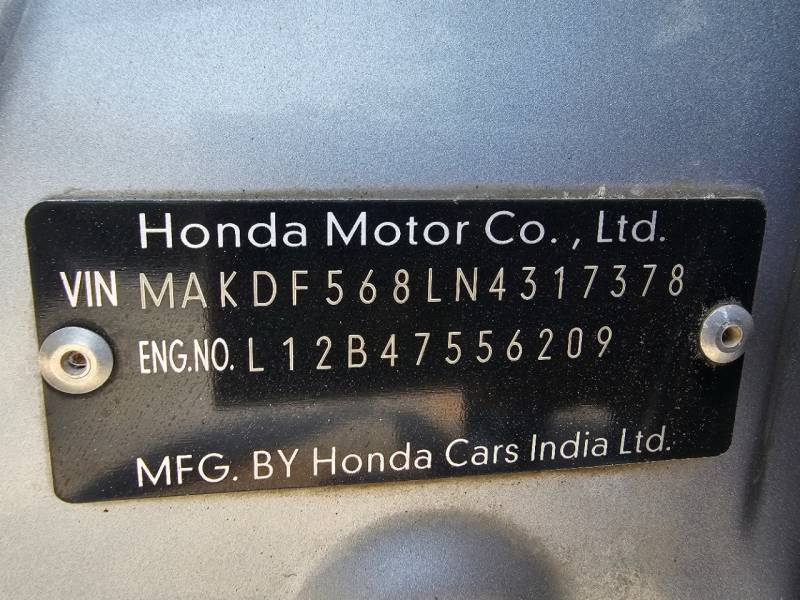 Honda Motor Co., Ltd.
VIN MAKDF568LN4317378
ENG.NO. L12B47556209
MFG. BY Honda Cars India Ltd.